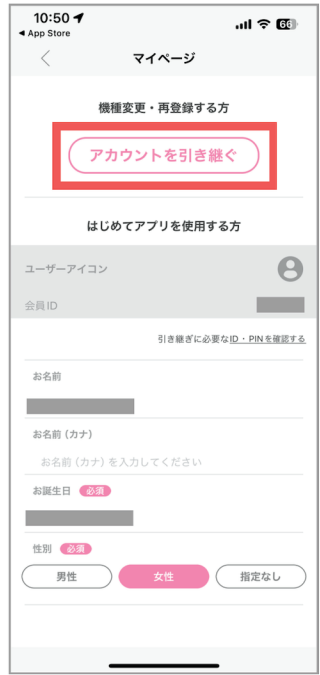 10:50
66
◀ App Store
マイページ
機種変更・再登録する方
アカウントを引き継ぐ
はじめてアプリを使用する方
ユーザーアイコン
会員ID
引き継ぎに必要なID・PINを確認する
お名前
お名前（カナ）
お名前（カナ）を入力してください
お誕生日 必須
性別 必須
男性 女性 指定なし